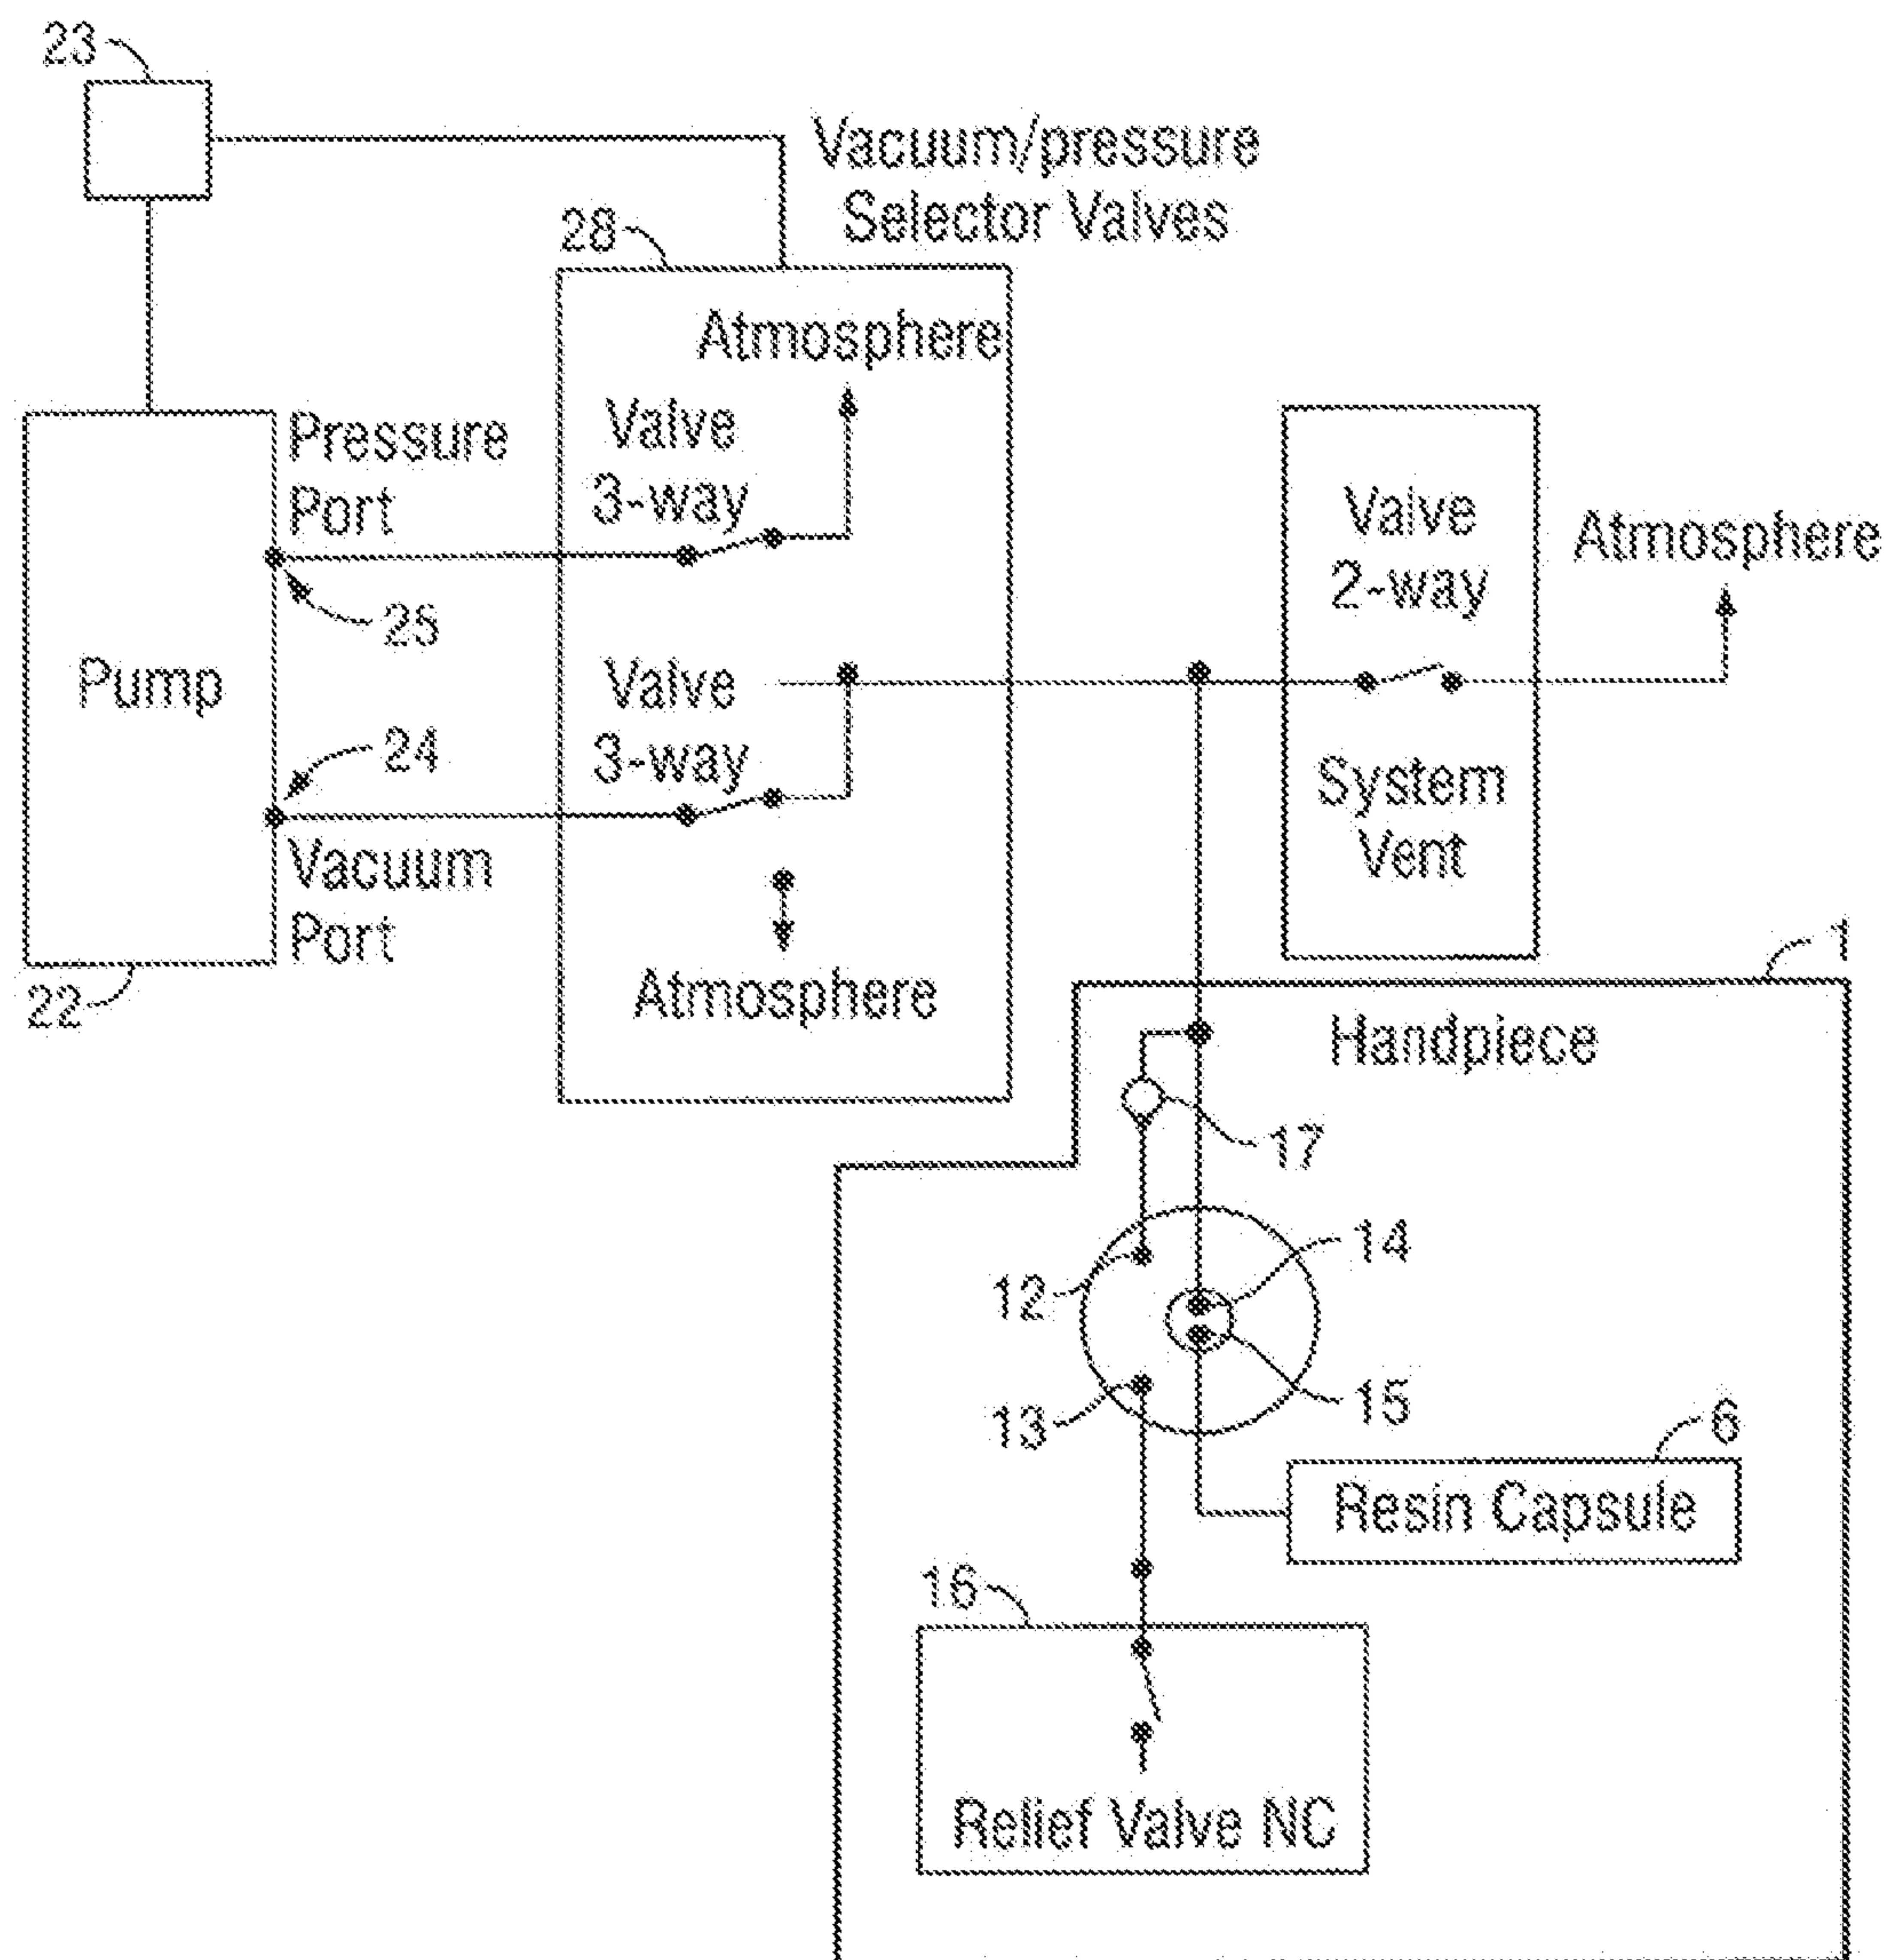 23
Vacuum/pressure
Selector Valves
28
Atmosphere
Pressure
Port
Valve
3-way
25
Pump
Valve
3-way
24
Vacuum
Port
22
Atmosphere
Valve
2-way
Atmosphere
System
Vent
1
Handpiece
17
12
14
13
15
6
Resin Capsule
16
Relief Valve NC